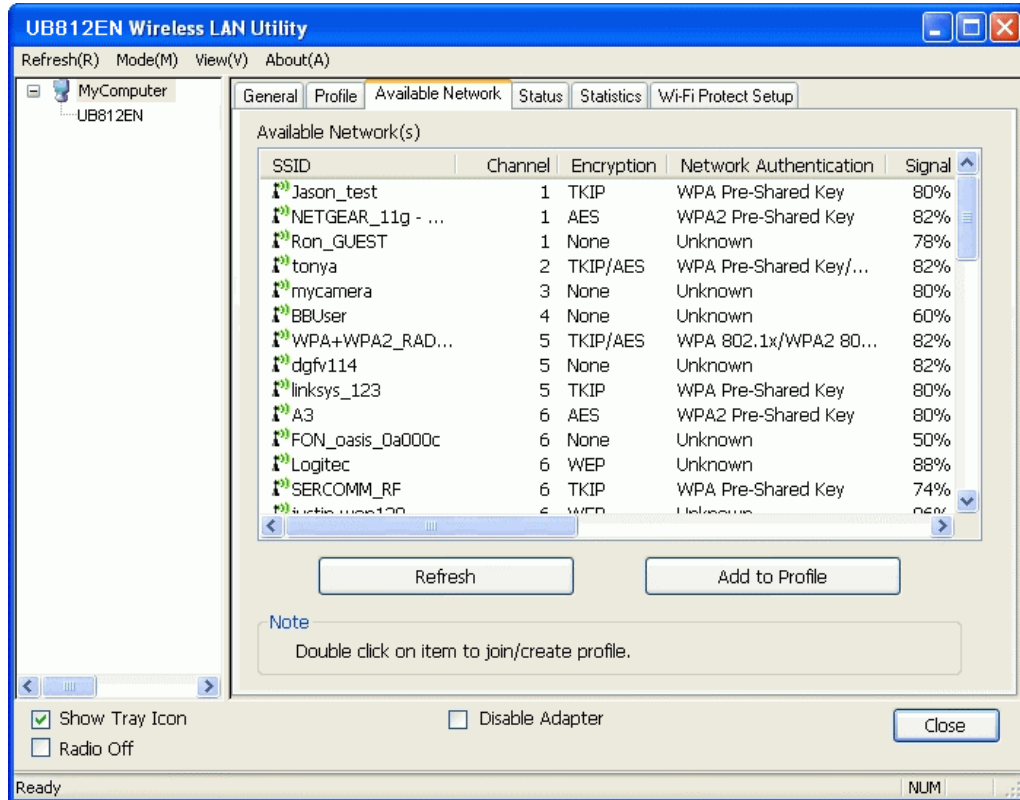 UB812EN Wireless LAN Utility
Refresh(R) Mode(M) View(V) About(A)
MyComputer
UB812EN
General Profile Available Network Status Statistics Wi-Fi Protect Setup
Available Network(s)
SSID Channel Encryption Network Authentication Signal
Jason_test 1 TKIP WPA Pre-Shared Key 80%
NETGEAR_11g - ... 1 AES WPA2 Pre-Shared Key 82%
Ron_GUEST 1 None Unknown 78%
tonya 2 TKIP/AES WPA Pre-Shared Key/... 82%
mycamera 3 None Unknown 80%
BBUser 4 None Unknown 60%
WPA+WPA2_RAD... 5 TKIP/AES WPA 802.1x/WPA2 80... 82%
dgfv114 5 None Unknown 82%
linksys_123 5 TKIP WPA Pre-Shared Key 80%
A3 6 AES WPA2 Pre-Shared Key 80%
FON_oasis_0a000c 6 None Unknown 50%
Logitec 6 WEP Unknown 88%
SERCOMM_RF 6 TKIP WPA Pre-Shared Key 74%
6 WEP Unknown
Refresh Add to Profile
Note
Double click on item to join/create profile.
Show Tray Icon Disable Adapter Close
Radio Off
Ready NUM